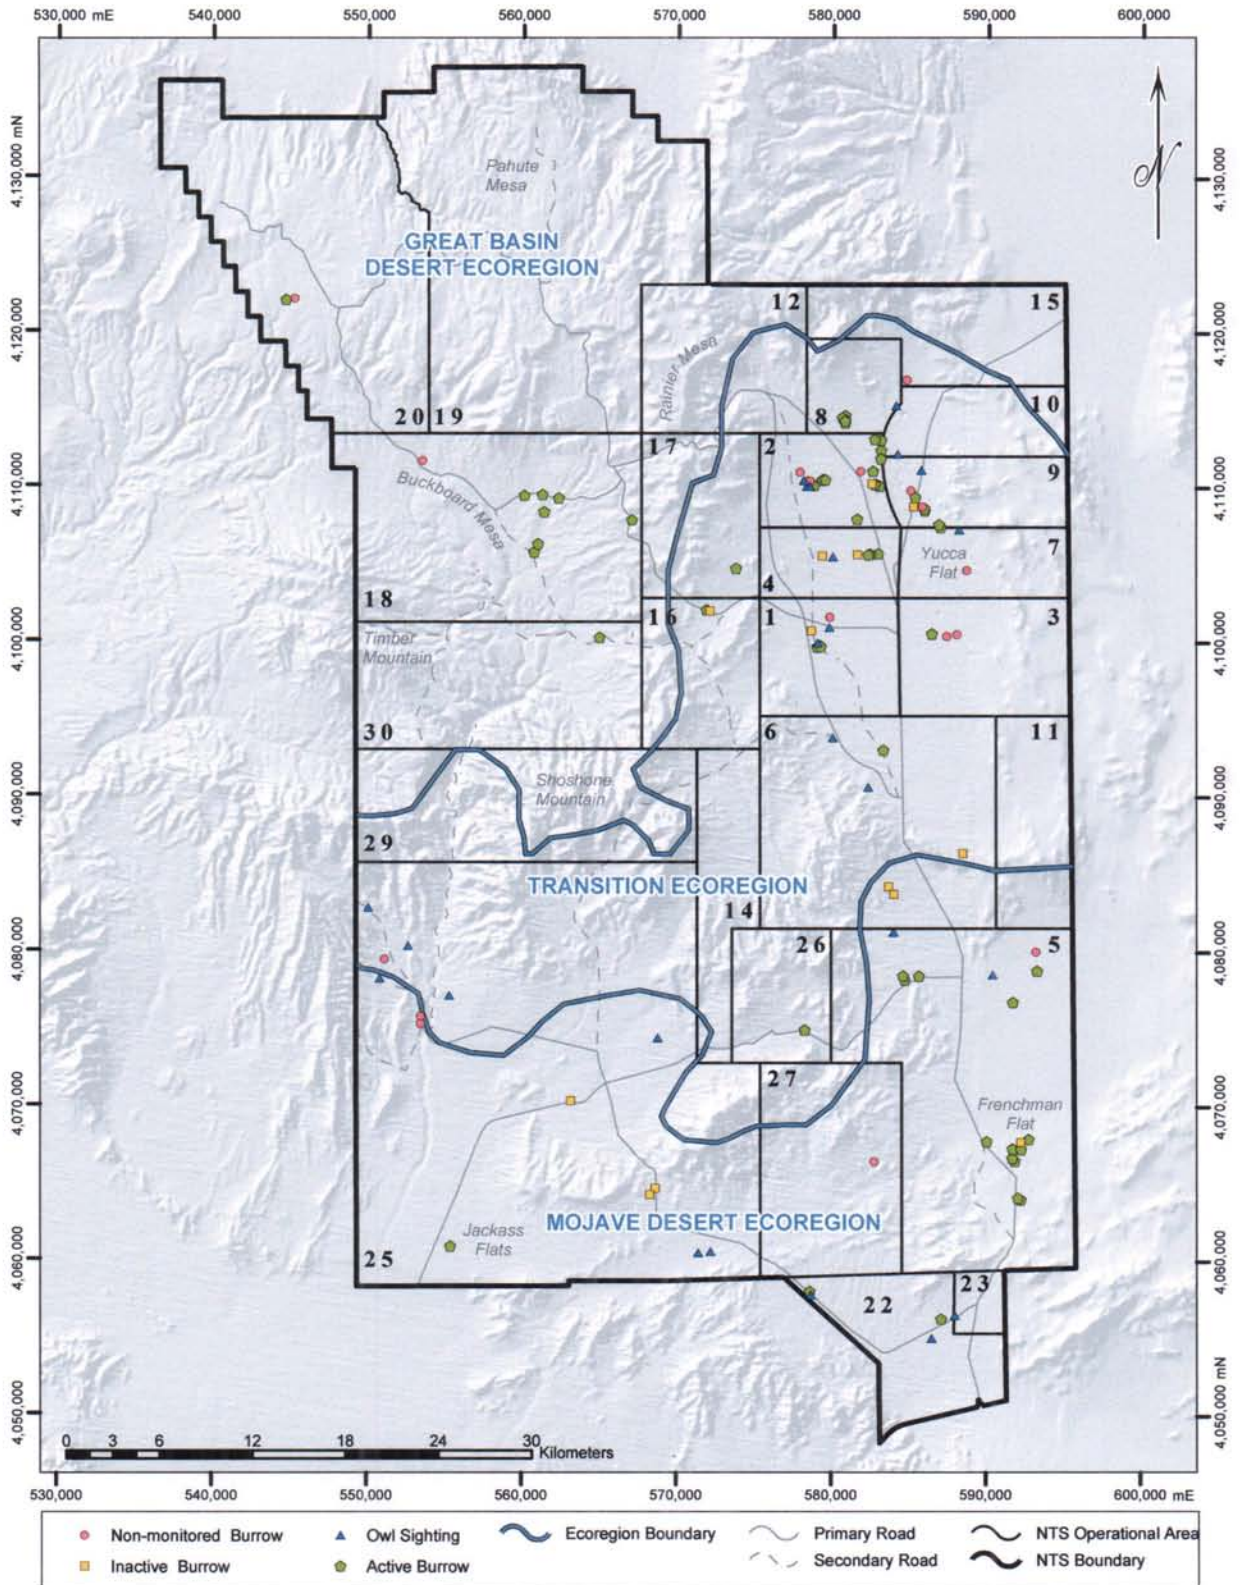 530,000 mE 540,000 550,000 560,000 570,000 580,000 590,000 600,000
4,130,000 mN
4,120,000
4,110,000
4,100,000
4,090,000
4,080,000
4,070,000
4,060,000
4,050,000
4,130,000
4,120,000
4,110,000
4,100,000
4,090,000
4,080,000
4,070,000
4,060,000
4,050,000 mN
N
Pahute
Mesa
GREAT BASIN
DESERT ECOREGION
12
15
Rainier Mesa
20
19
8
10
17
2
9
Buckboard Mesa
Yucca
Flat
7
18
4
16
1
3
Timber
Mountain
30
6
11
Shoshone
Mountain
29
TRANSITION ECOREGION
14
26
5
27
Frenchman
Flat
MOJAVE DESERT ECOREGION
Jackass
Flats
25
23
22
0 3 6 12 18 24 30
Kilometers
530,000 540,000 550,000 560,000 570,000 580,000 590,000 600,000 mE
Non-monitored Burrow Owl Sighting Ecoregion Boundary Primary Road NTS Operational Area
Inactive Burrow Active Burrow Secondary Road NTS Boundary